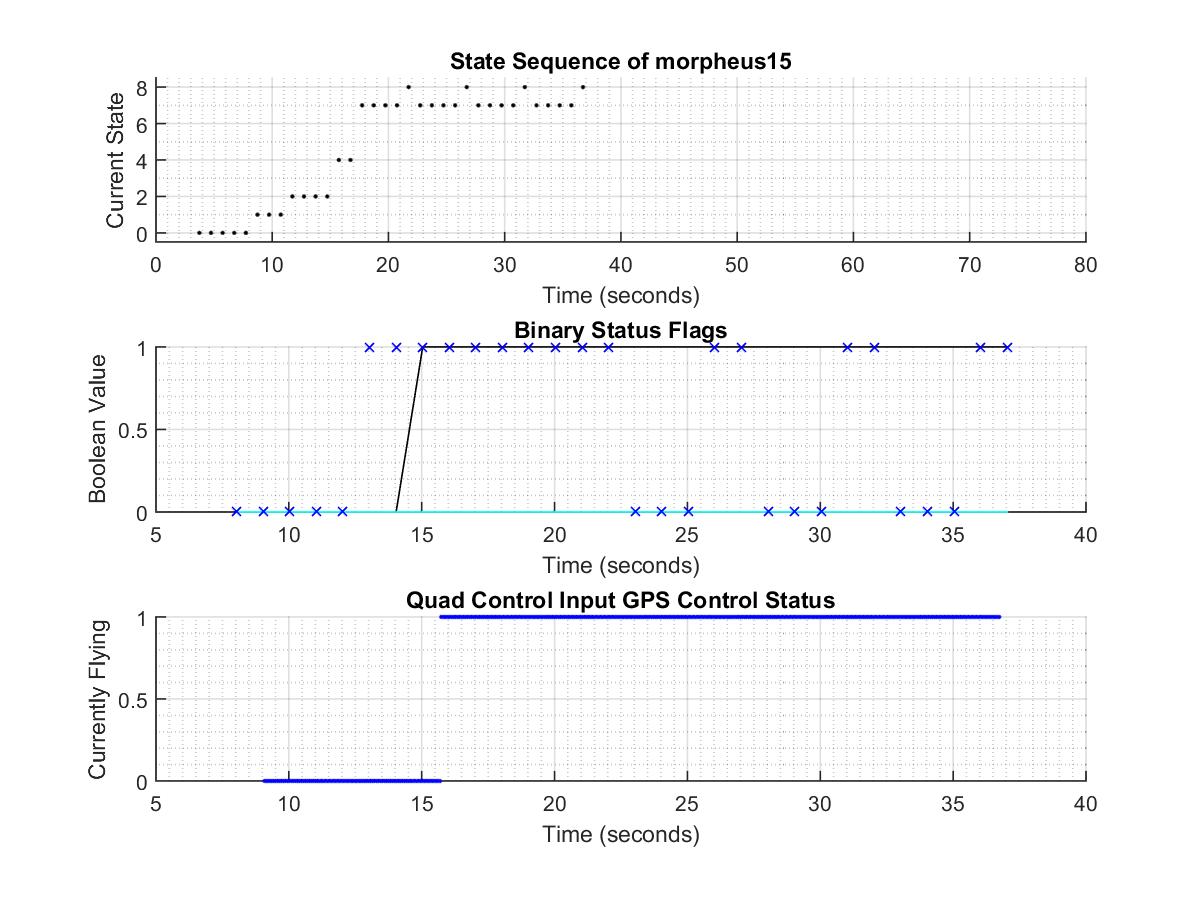 State Sequence of morpheus15
Current State
8
6
4
2
0
0 10 20 30 40 50 60 70 80
Time (seconds)
Binary Status Flags
Boolean Value
1
0.5
0
5 10 15 20 25 30 35 40
Time (seconds)
Quad Control Input GPS Control Status
Currently Flying
1
0.5
0
5 10 15 20 25 30 35 40
Time (seconds)